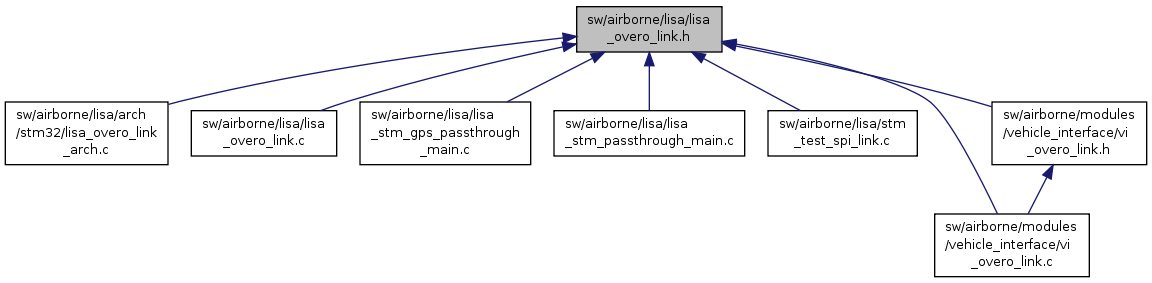 sw/airborne/lisa/lisa
_overo_link.h
sw/airborne/lisa/arch
/stm32/lisa_overo_link
_arch.c
sw/airborne/lisa/lisa
_overo_link.c
sw/airborne/lisa/lisa
_stm_gps_passthrough
_main.c
sw/airborne/lisa/lisa
_stm_passthrough_main.c
sw/airborne/lisa/stm
_test_spi_link.c
sw/airborne/modules
/vehicle_interface/vi
_overo_link.h
sw/airborne/modules
/vehicle_interface/vi
_overo_link.c